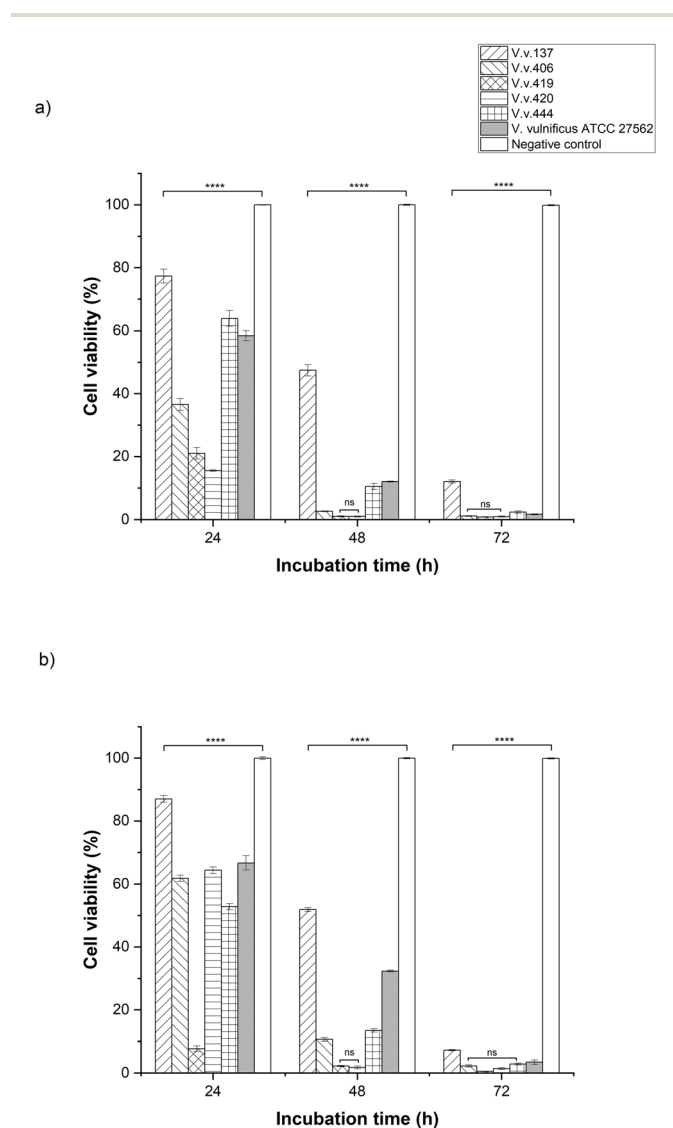 V.v.137
V.v.406
V.v.419
V.v.420
V.v.444
V. vulnificus ATCC 27562
Negative control
a)
**** **** ****
100
80
60
40
20
0
ns ns
24 48 72
Cell viability (%)
Incubation time (h)
b)
**** **** ****
100
80
60
40
20
0
ns ns
24 48 72
Cell viability (%)
Incubation time (h)